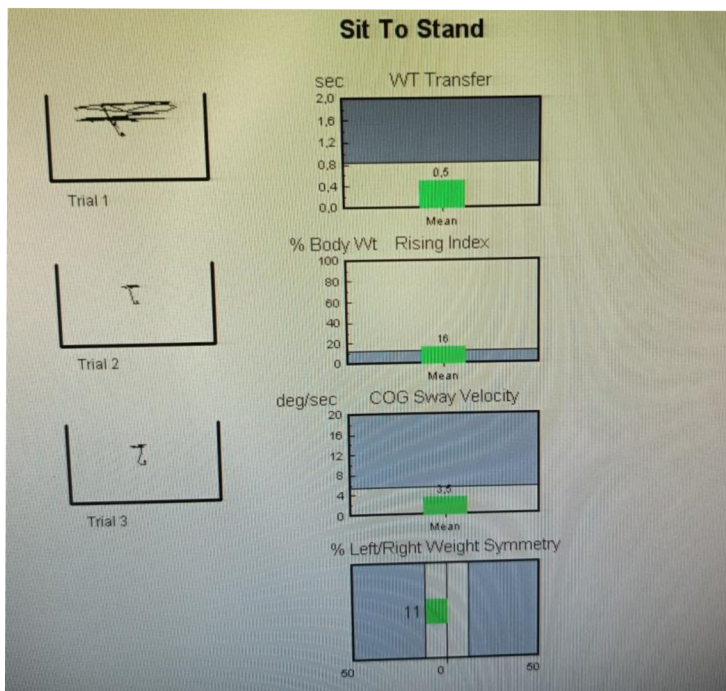 Sit To Stand
Trial 1
Trial 2
Trial 3
sec WT Transfer
2,0
1,6
1,2
0,8
0,4
0,0
0,5
Mean
% Body Wt Rising Index
100
80
60
40
20
0
16
Mean
deg/sec COG Sway Velocity
20
16
12
8
4
0
3,5
Mean
% Left/Right Weight Symmetry
11
50 0 50